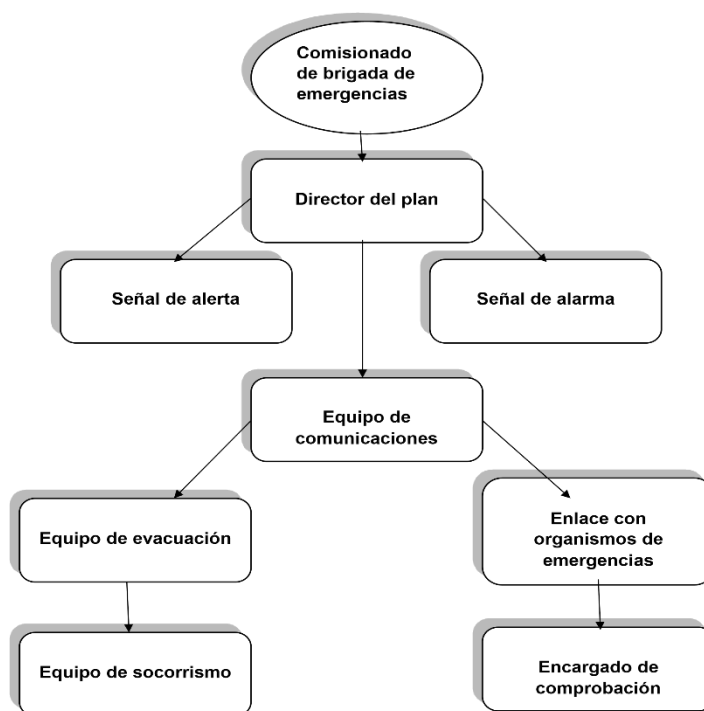 Comisionado
de brigada de
emergencias
Director del plan
Señal de alerta
Señal de alarma
Equipo de
comunicaciones
Equipo de evacuación
Enlace con
organismos de
emergencias
Equipo de socorrismo
Encargado de
comprobación